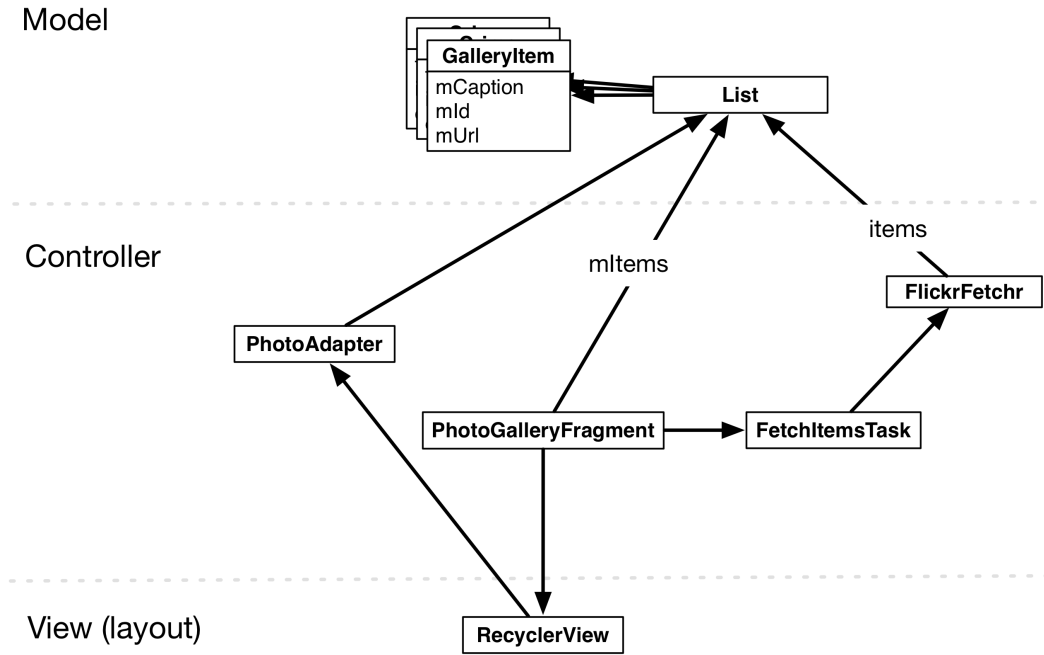 Model
GalleryItem
mCaption
mId
mUrl
List
Controller
items
mItems
FlickrFetchr
PhotoAdapter
PhotoGalleryFragment
FetchItemsTask
View (layout)
RecyclerView